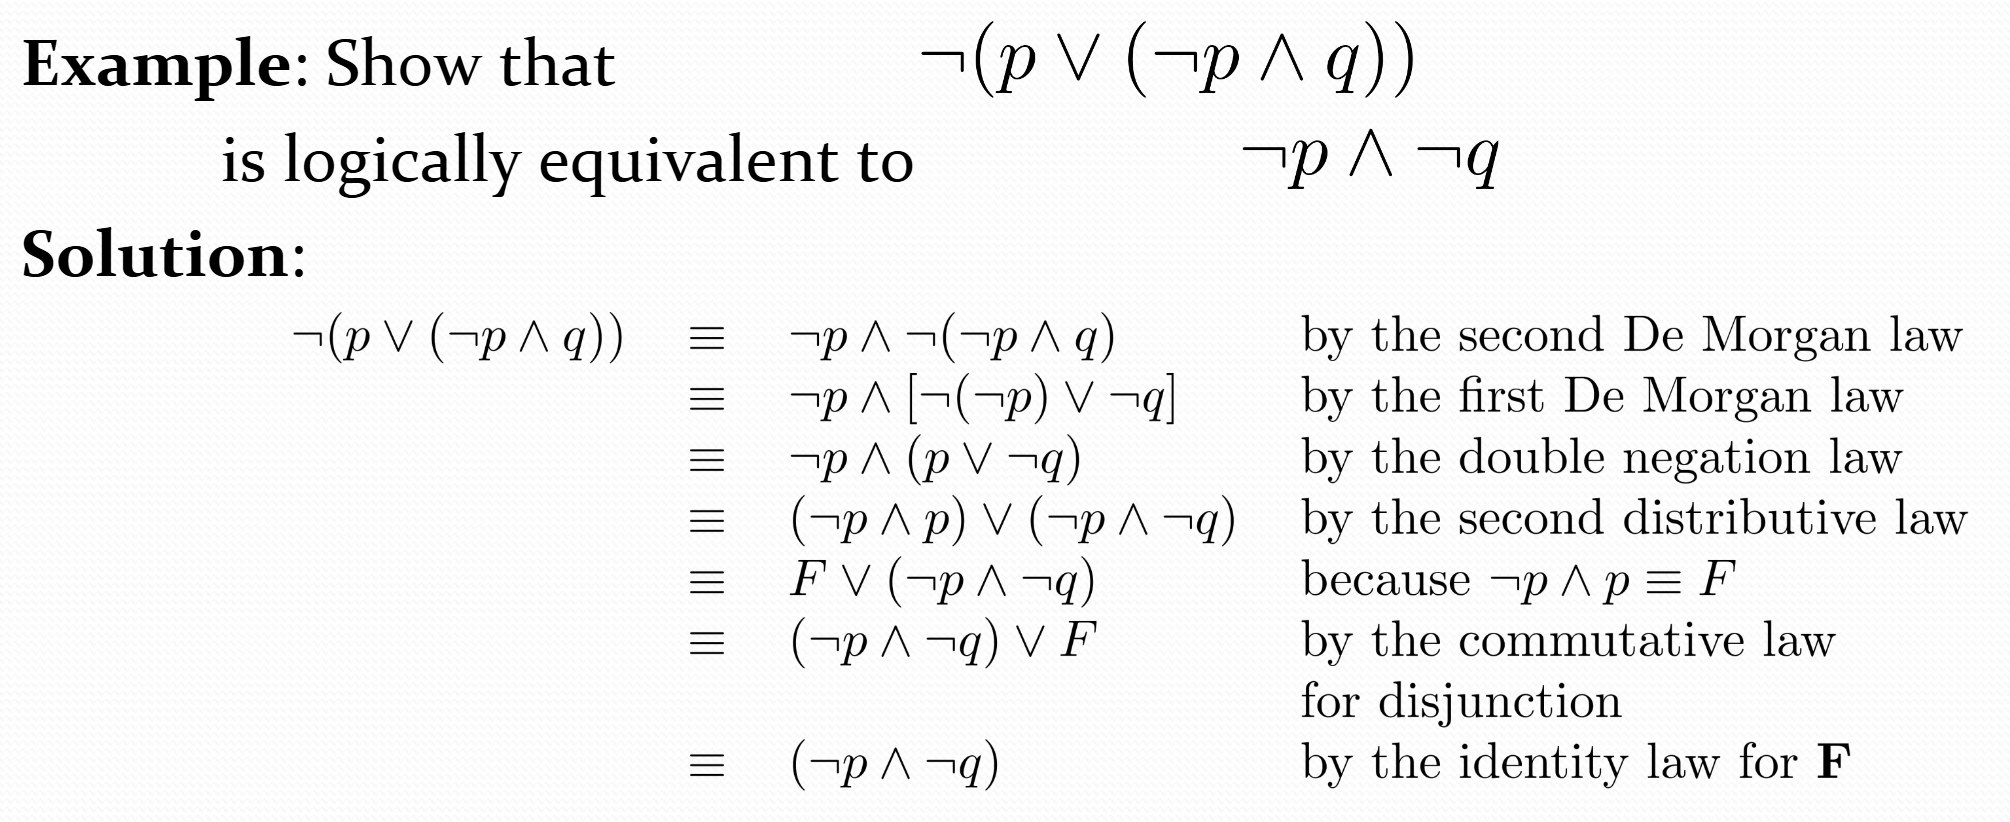 Example: Show that ¬(p ∨ (¬p ∧ q))
is logically equivalent to ¬p ∧ ¬q
Solution:
¬(p ∨ (¬p ∧ q)) ≡ ¬p ∧ ¬(¬p ∧ q) by the second De Morgan law
≡ ¬p ∧ [¬(¬p) ∨ ¬q] by the first De Morgan law
≡ ¬p ∧ (p ∨ ¬q) by the double negation law
≡ (¬p ∧ p) ∨ (¬p ∧ ¬q) by the second distributive law
≡ F ∨ (¬p ∧ ¬q) because ¬p ∧ p ≡ F
≡ (¬p ∧ ¬q) ∨ F by the commutative law
for disjunction
≡ (¬p ∧ ¬q) by the identity law for F